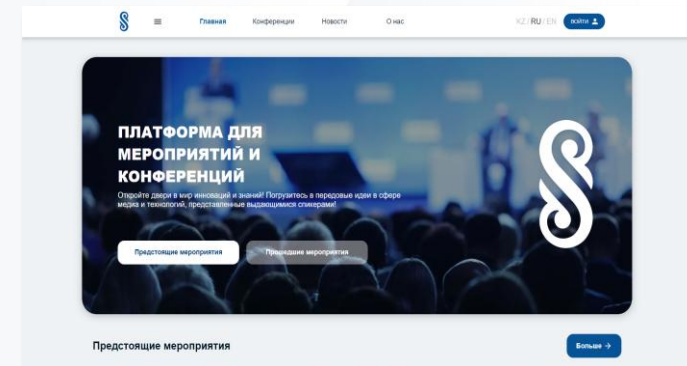 Главная Конференции Новости О нас KZ / RU / EN ВОЙТИ
ПЛАТФОРМА ДЛЯ
МЕРОПРИЯТИЙ И
КОНФЕРЕНЦИЙ
Откройте двери в мир инноваций и знаний! Погрузитесь в передовые идеи в сфере
медиа и технологий, представленные выдающимися спикерами!
Предстоящие мероприятия Прошедшие мероприятия
Предстоящие мероприятия Больше →